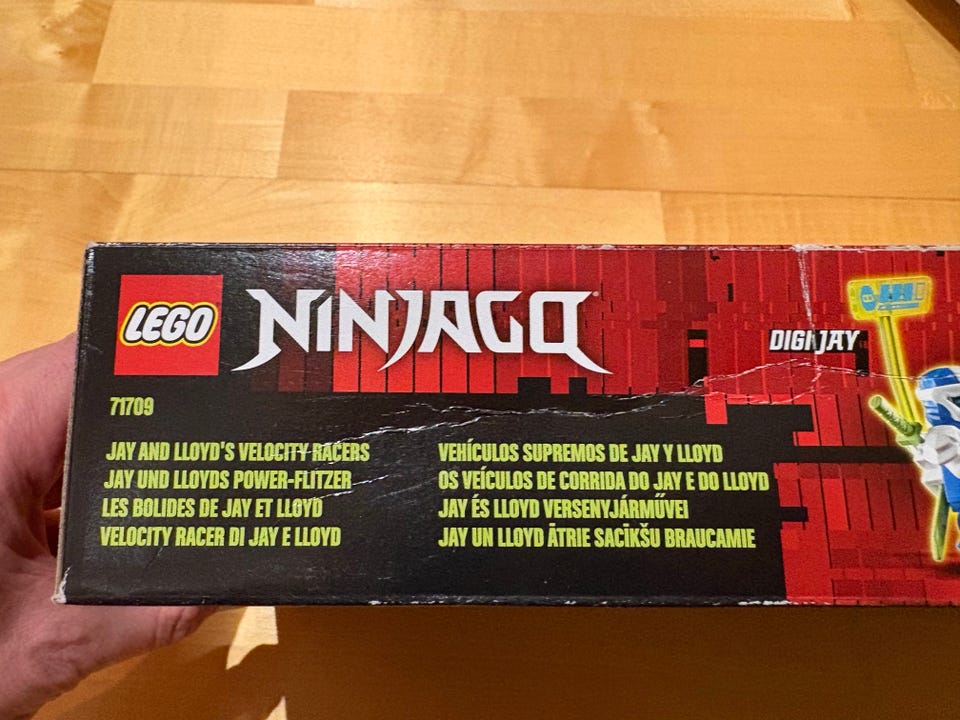 LEGO
NINJAGO
DIGI JAY
71709
JAY AND LLOYD'S VELOCITY RACERS
JAY UND LLOYDS POWER-FLITZER
LES BOLIDES DE JAY ET LLOYD
VELOCITY RACER DI JAY E LLOYD
VEHÍCULOS SUPREMOS DE JAY Y LLOYD
OS VEÍCULOS DE CORRIDA DO JAY E DO LLOYD
JAY ÉS LLOYD VERSENYJÁRMŰVEI
JAY UN LLOYD ĀTRIE SACĪKŠU BRAUCAMIE